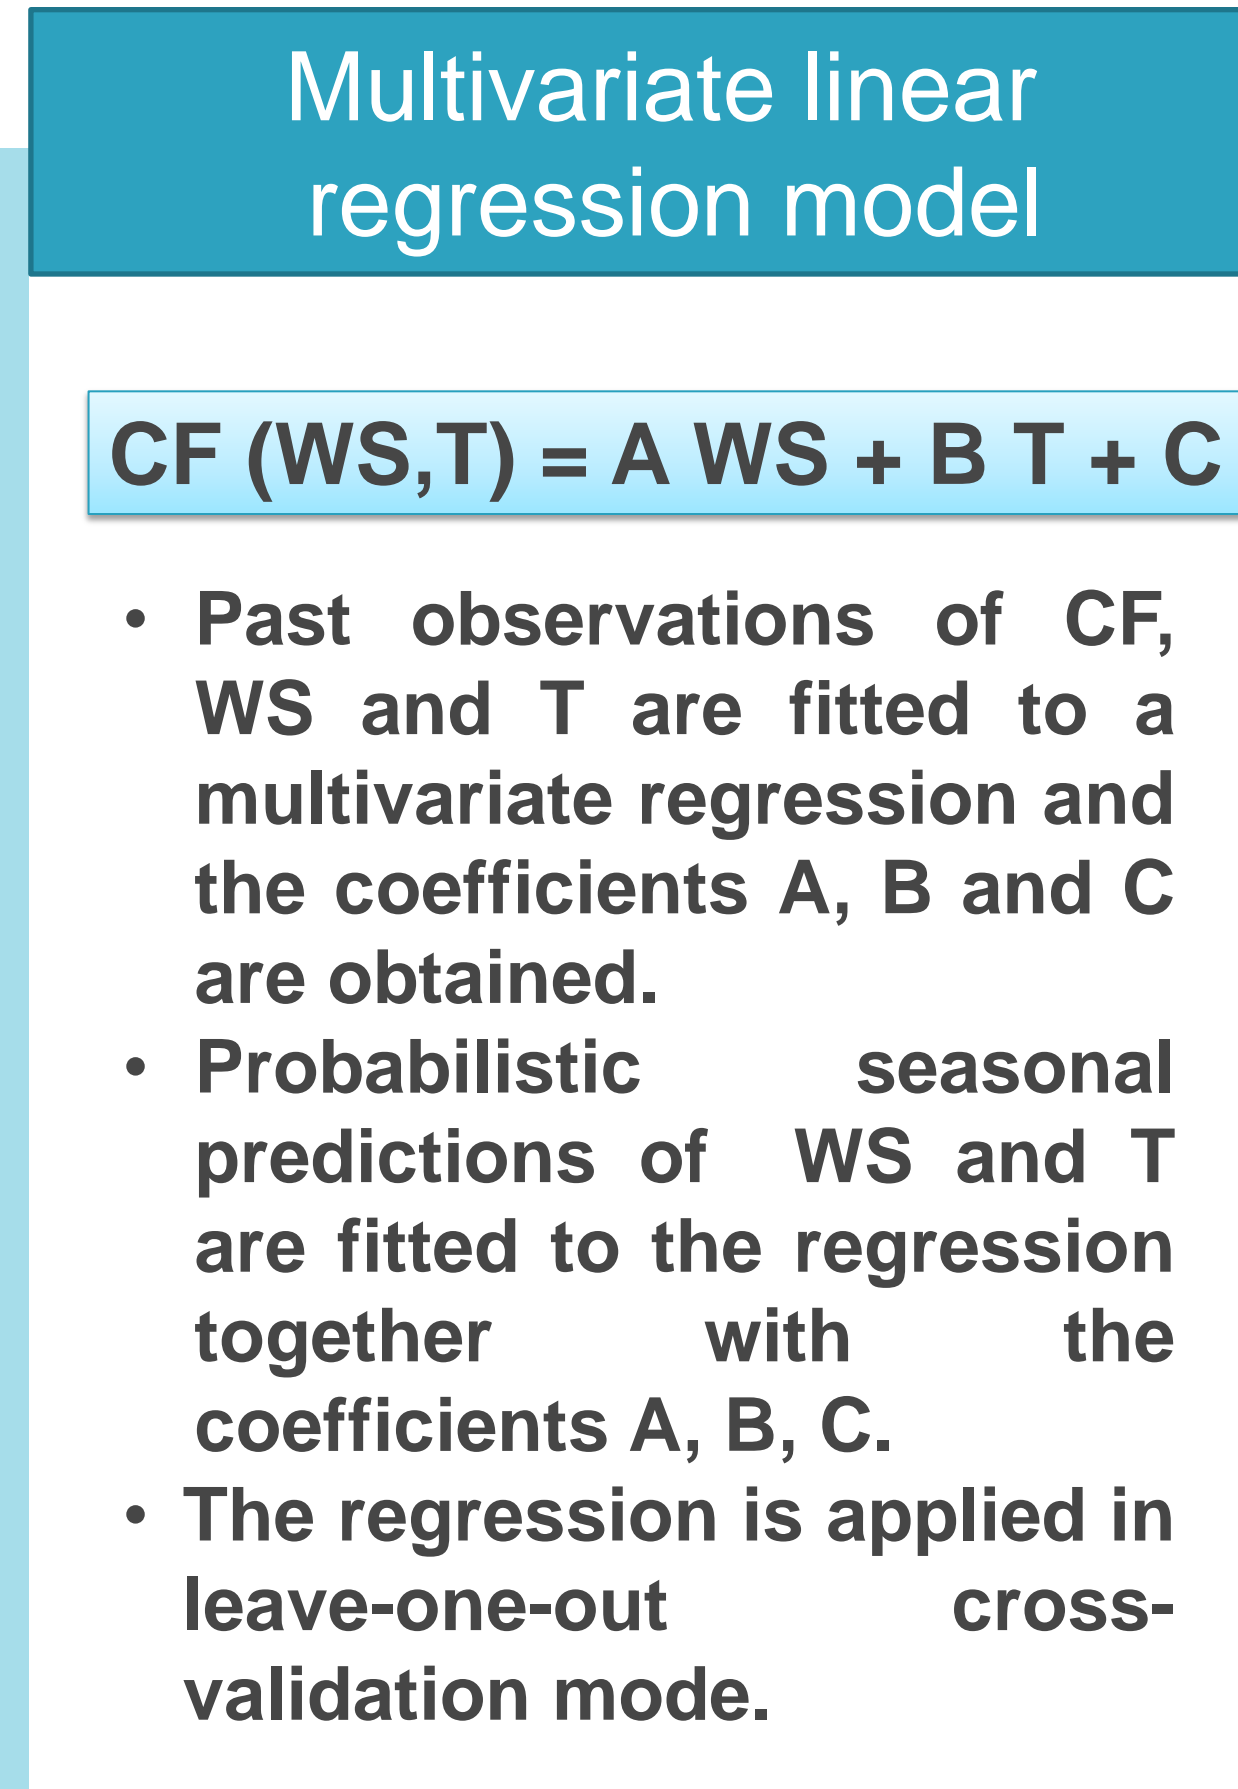 Multivariate linear
regression model
CF (WS,T) = A WS + B T + C
• Past observations of CF,
WS and T are fitted to a
multivariate regression and
the coefficients A, B and C
are obtained.
• Probabilistic seasonal
predictions of WS and T
are fitted to the regression
together with the
coefficients A, B, C.
• The regression is applied in
leave-one-out cross-
validation mode.